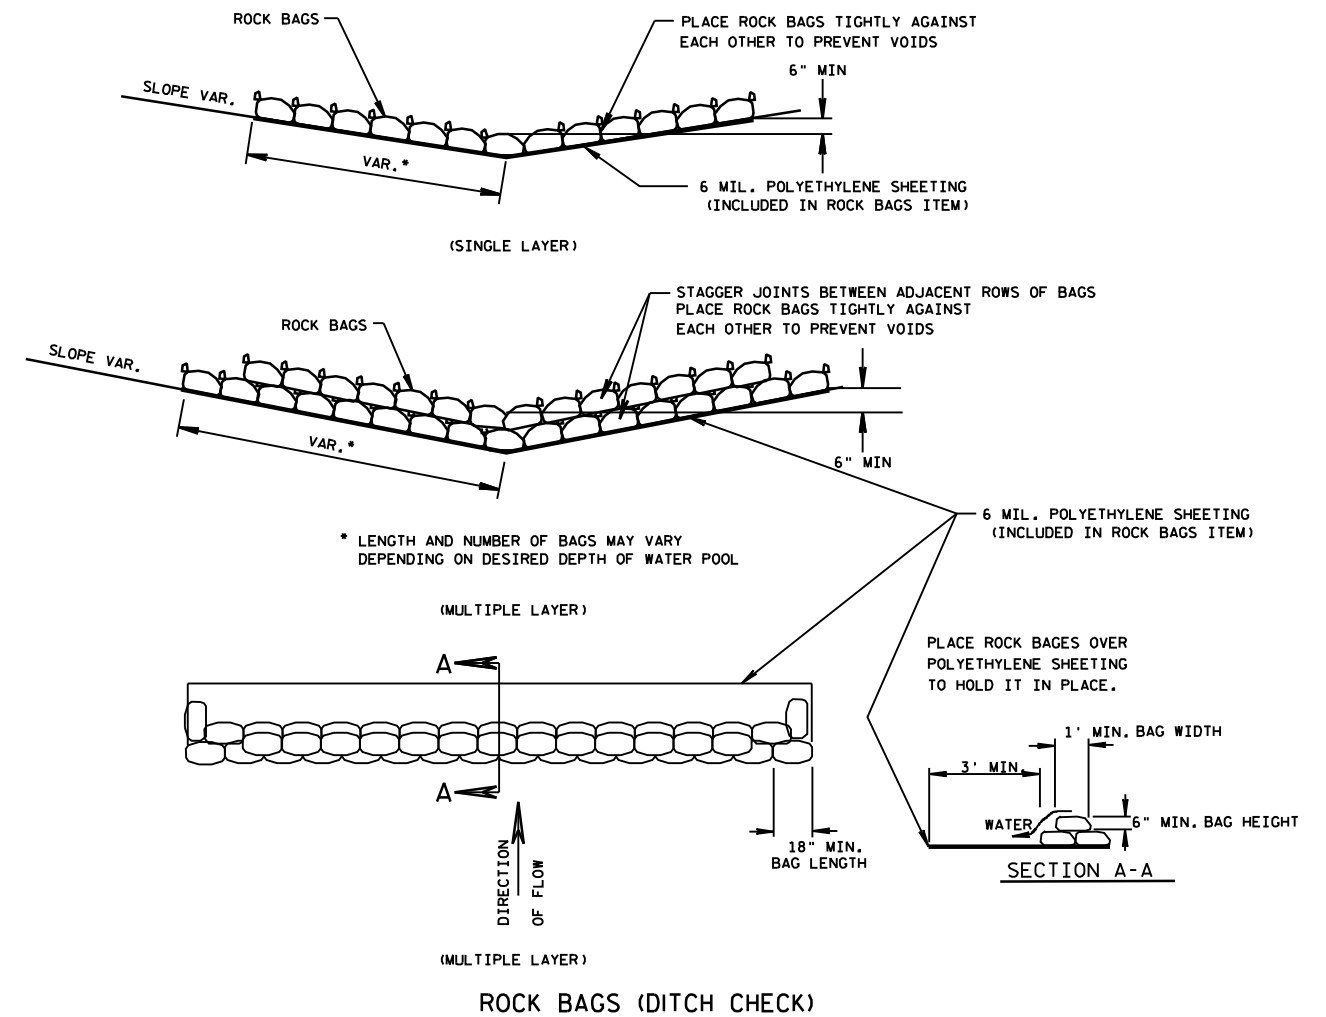 ROCK BAGS
PLACE ROCK BAGS TIGHTLY AGAINST
EACH OTHER TO PREVENT VOIDS
6" MIN
SLOPE VAR.
VAR.*
6 MIL. POLYETHYLENE SHEETING
(INCLUDED IN ROCK BAGS ITEM)
(SINGLE LAYER)
STAGGER JOINTS BETWEEN ADJACENT ROWS OF BAGS
PLACE ROCK BAGS TIGHTLY AGAINST
EACH OTHER TO PREVENT VOIDS
ROCK BAGS
SLOPE VAR.
VAR.*
6" MIN
6 MIL. POLYETHYLENE SHEETING
(INCLUDED IN ROCK BAGS ITEM)
* LENGTH AND NUMBER OF BAGS MAY VARY
DEPENDING ON DESIRED DEPTH OF WATER POOL
(MULTIPLE LAYER)
PLACE ROCK BAGES OVER
POLYETHYLENE SHEETING
TO HOLD IT IN PLACE.
A
A
1' MIN. BAG WIDTH
3' MIN.
WATER
6" MIN. BAG HEIGHT
SECTION A-A
18" MIN.
BAG LENGTH
DIRECTION
OF FLOW
(MULTIPLE LAYER)
ROCK BAGS (DITCH CHECK)